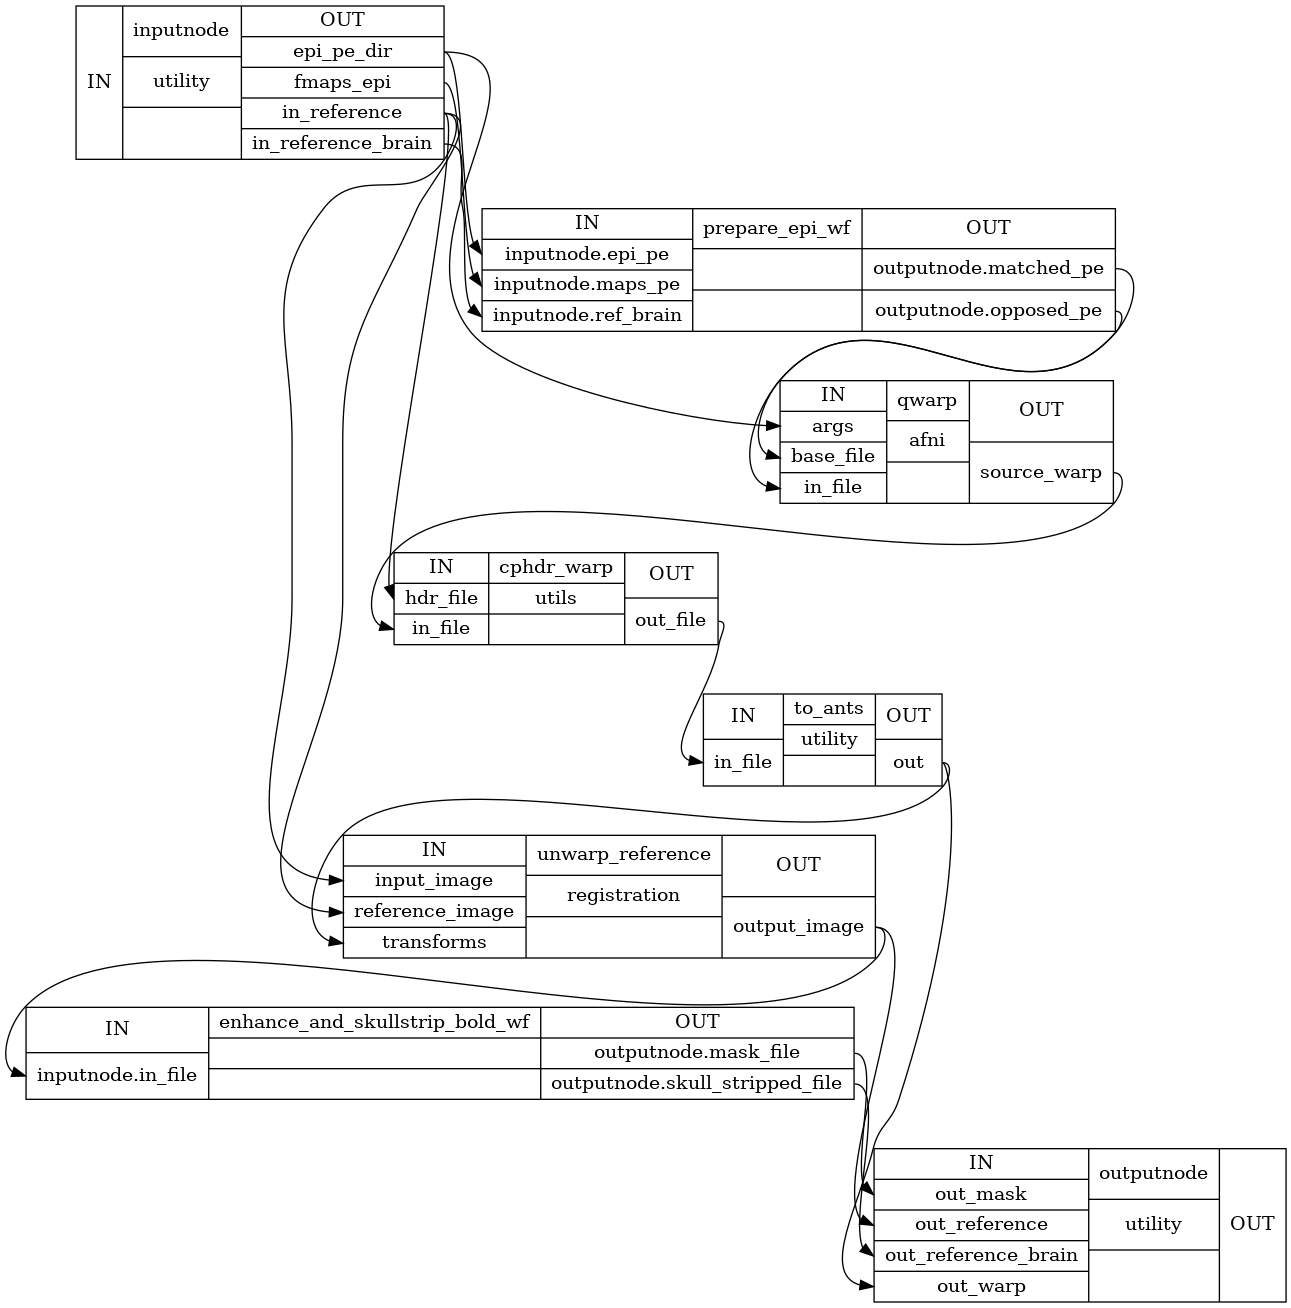 IN
inputnode
utility
OUT
epi_pe_dir
fmaps_epi
in_reference
in_reference_brain
IN
inputnode.epi_pe
inputnode.maps_pe
inputnode.ref_brain
prepare_epi_wf
OUT
outputnode.matched_pe
outputnode.opposed_pe
IN
args
base_file
in_file
qwarp
afni
OUT
source_warp
IN
hdr_file
in_file
cphdr_warp
utils
OUT
out_file
IN
in_file
to_ants
utility
OUT
out
IN
input_image
reference_image
transforms
unwarp_reference
registration
OUT
output_image
IN
inputnode.in_file
enhance_and_skullstrip_bold_wf
OUT
outputnode.mask_file
outputnode.skull_stripped_file
IN
out_mask
out_reference
out_reference_brain
out_warp
outputnode
utility
OUT